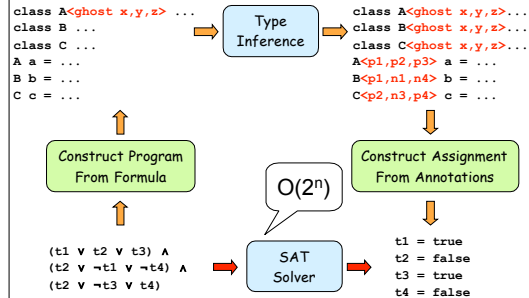 class A<ghost x,y,z> ...
class B ...
class C ...
A a = ...
B b = ...
C c = ...
Type
Inference
class A<ghost x,y,z>...
class B<ghost x,y,z>...
class C<ghost x,y,z>...
A<p1,p2,p3> a = ...
B<p1,n1,n4> b = ...
C<p2,n3,p4> c = ...
Construct Program
From Formula
Construct Assignment
From Annotations
O(2ⁿ)
(t1 ∨ t2 ∨ t3) ∧
(t2 ∨ ¬t1 ∨ ¬t4) ∧
(t2 ∨ ¬t3 ∨ t4)
SAT
Solver
t1 = true
t2 = false
t3 = true
t4 = false